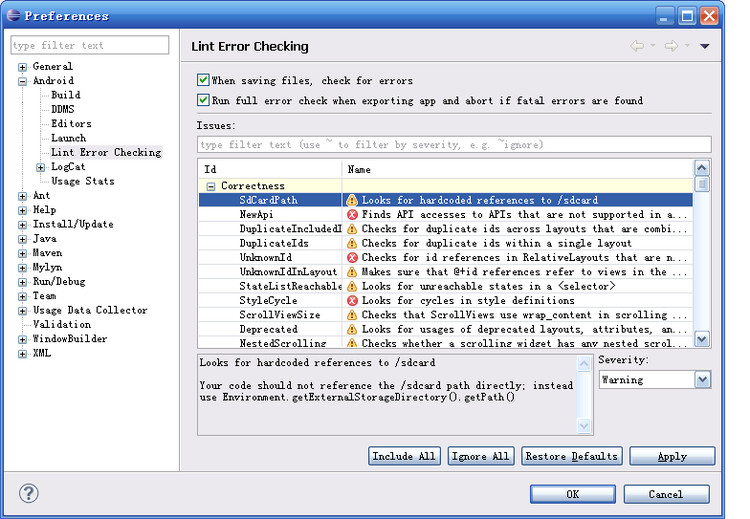 Preferences
type filter text
General
Android
Build
DDMS
Editors
Launch
Lint Error Checking
LogCat
Usage Stats
Ant
Help
Install/Update
Java
Maven
Mylyn
Run/Debug
Team
Usage Data Collector
Validation
WindowBuilder
XML
Lint Error Checking
When saving files, check for errors
Run full error check when exporting app and abort if fatal errors are found
Issues:
type filter text (use ~ to filter by severity, e.g. ~ignore)
Id Name
Correctness
SdCardPath Looks for hardcoded references to /sdcard
NewApi Finds API accesses to APIs that are not supported in a...
DuplicateIncludedI Checks for duplicate ids across layouts that are combi...
DuplicateIds Checks for duplicate ids within a single layout
UnknownId Checks for id references in RelativeLayouts that are n...
UnknownIdInLayout Makes sure that @+id references refer to views in the ...
StateListReachable Looks for unreachable states in a <selector>
StyleCycle Looks for cycles in style definitions
ScrollViewSize Checks that ScrollViews use wrap_content in scrolling ...
Deprecated Looks for usages of deprecated layouts, attributes, an...
NestedScrolling Checks whether a scrolling widget has any nested scrol...
Looks for hardcoded references to /sdcard
Your code should not reference the /sdcard path directly; instead
use Environment.getExternalStorageDirectory().getPath()
Severity:
Warning
Include All Ignore All Restore Defaults Apply
? OK Cancel